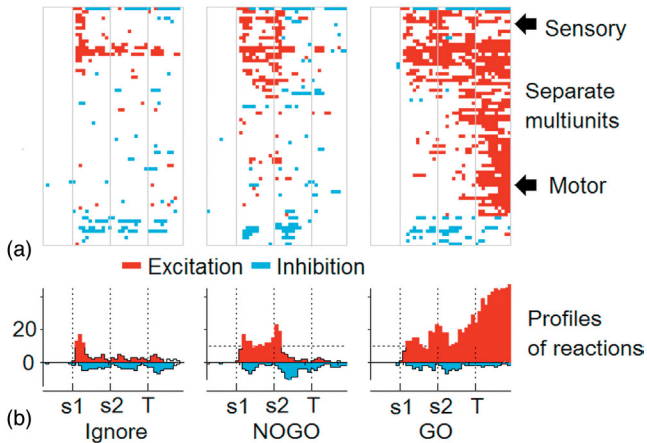 Sensory
Separate
multiunits
Motor
(a)
Excitation Inhibition
20
0
Profiles
of reactions
(b)
s1 s2 T s1 s2 T s1 s2 T
Ignore NOGO GO